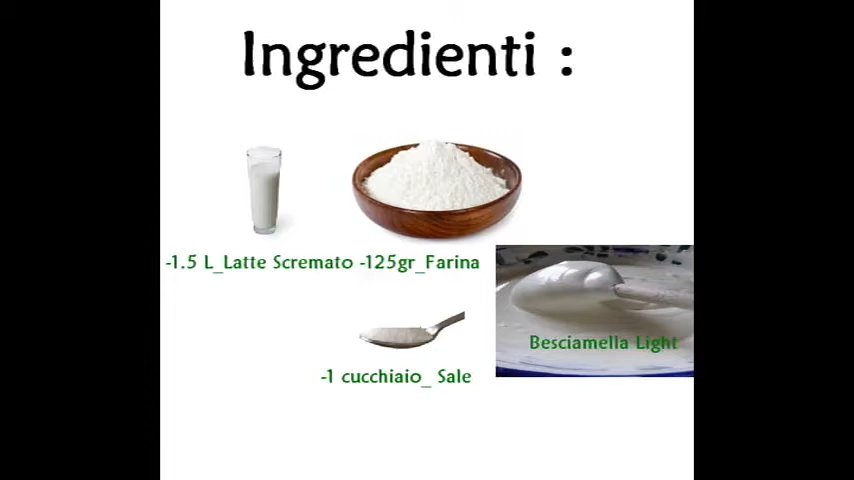 Ingredienti :
-1.5 L_Latte Scremato -125gr_Farina
Besciamella Light
-1 cucchiaio_ Sale